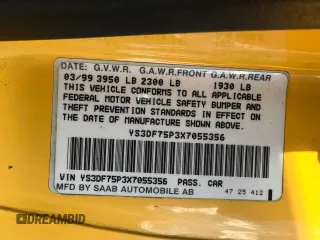 DATE: G.V.W.R. G.A.W.R.FRONT G.A.W.R.REAR
03/99 3950 LB 2300 LB 1930 LB
THIS VEHICLE CONFORMS TO ALL APPLICABLE
FEDERAL MOTOR VEHICLE SAFETY BUMPER AND
THEFT PREVENTION STANDARDS IN EFFECT ON
DATE OF MANUFACTURE SHOWN ABOVE.
YS3DF75P3X7055356
VIN YS3DF75P3X7055356 PASS. CAR
MFD BY SAAB AUTOMOBILE AB 47 25 412
DREAMBID